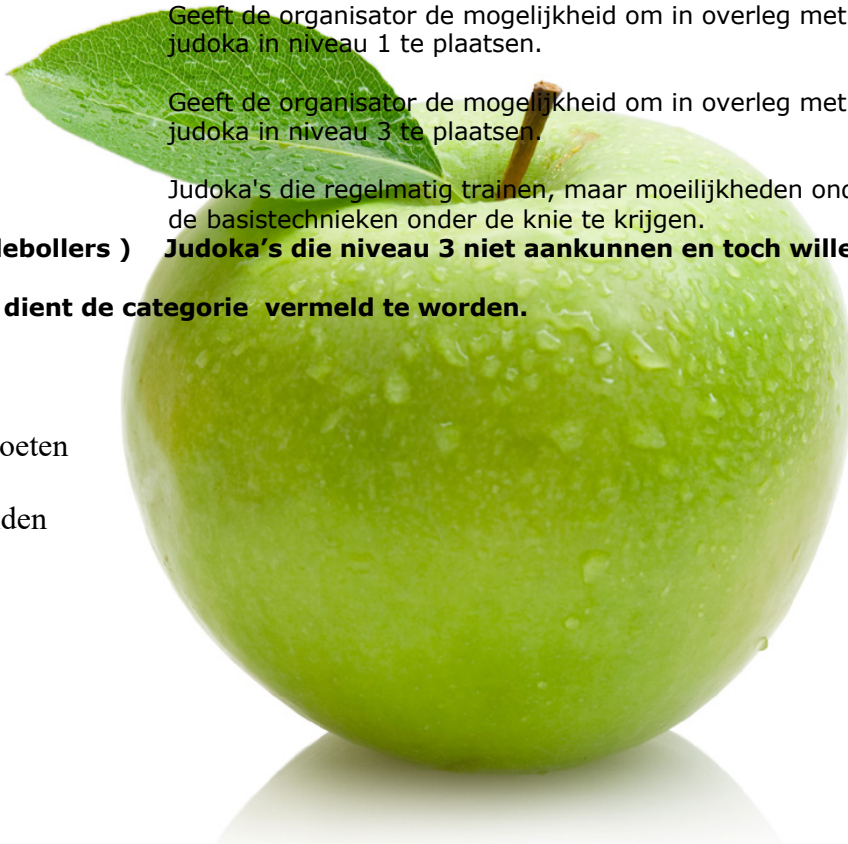 Geeft de organisator de mogelijkheid om in overleg met
judoka in niveau 1 te plaatsen.
Geeft de organisator de mogelijkheid om in overleg met
judoka in niveau 3 te plaatsen.
Judoka's die regelmatig trainen, maar moeilijkheden ond
de basistechnieken onder de knie te krijgen.
lebollers ) Judoka’s die niveau 3 niet aankunnen en toch wille
dient de categorie vermeld te worden.
oeten
den